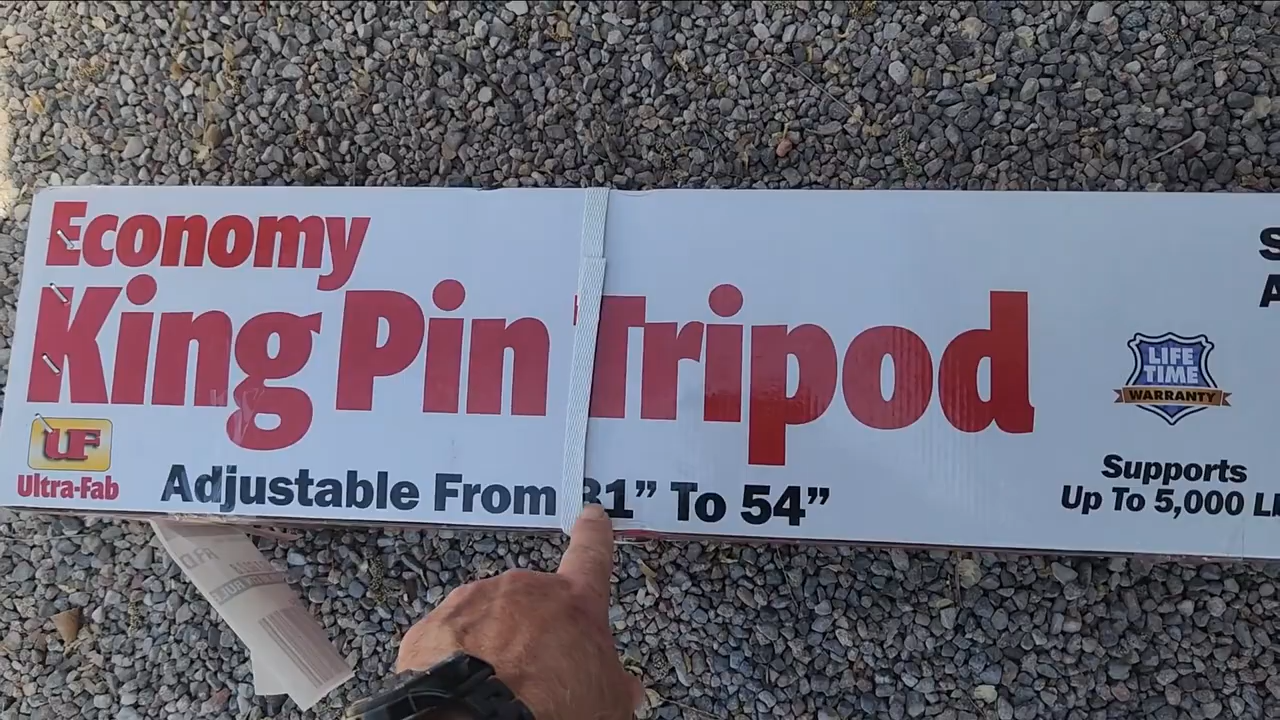 Economy
King Pin Tripod
UF
Ultra-Fab
Adjustable From 31” To 54”
LIFE
TIME
WARRANTY
Supports
Up To 5,000
S
A